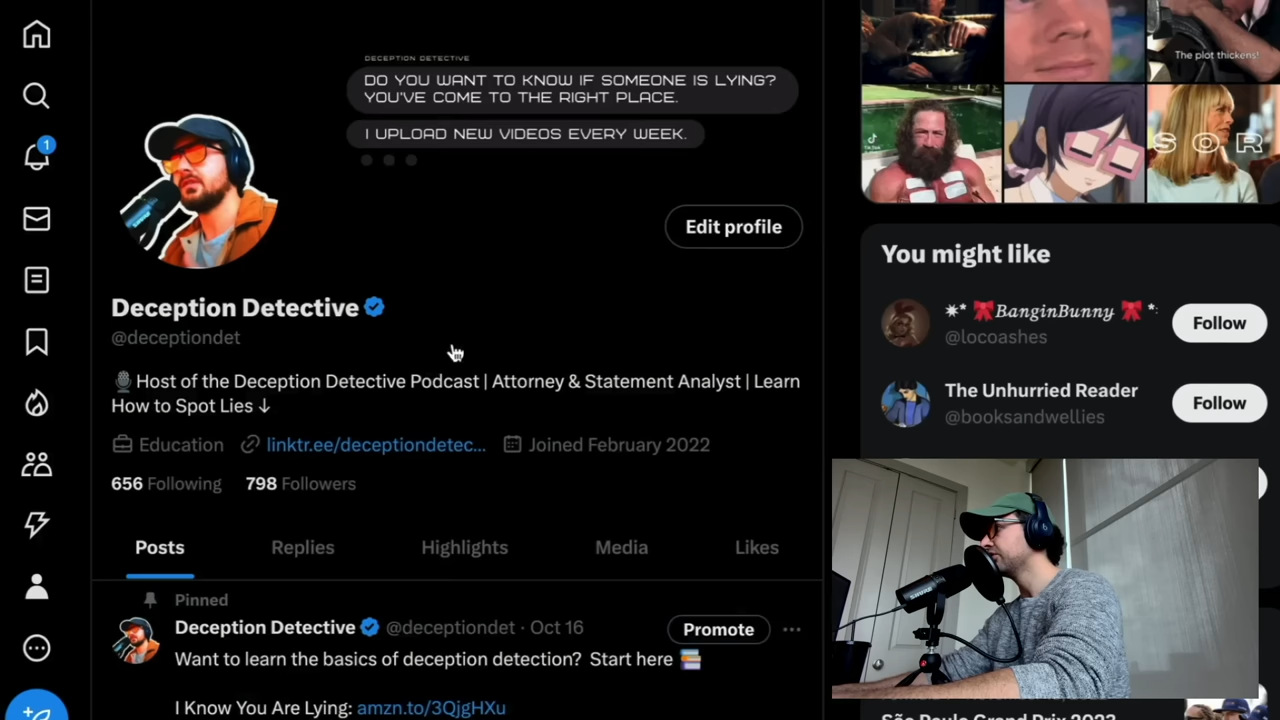 DECEPTION DETECTIVE
DO YOU WANT TO KNOW IF SOMEONE IS LYING?
YOU'VE COME TO THE RIGHT PLACE.
I UPLOAD NEW VIDEOS EVERY WEEK.
Edit profile
Deception Detective
@deceptiondet
Host of the Deception Detective Podcast | Attorney & Statement Analyst | Learn
How to Spot Lies ↓
Education linktr.ee/deceptiondetec... Joined February 2022
656 Following 798 Followers
Posts Replies Highlights Media Likes
Pinned
Deception Detective @deceptiondet · Oct 16
Promote
Want to learn the basics of deception detection? Start here
I Know You Are Lying: amzn.to/3QjgHXu
1
The plot thickens!
S O R
You might like
BanginBunny
@locoashes
Follow
The Unhurried Reader
@booksandwellies
Follow
SHURE
São Paulo Grand Prix 2023